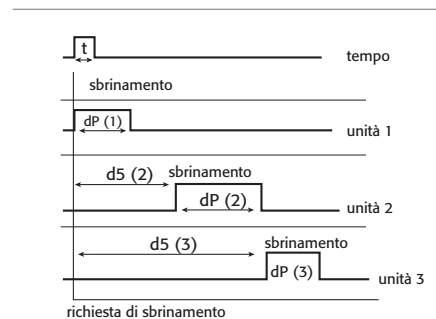 t
tempo
sbrinamento
dP (1)
unità 1
d5 (2)
sbrinamento
dP (2)
unità 2
d5 (3)
sbrinamento
dP (3)
unità 3
richiesta di sbrinamento